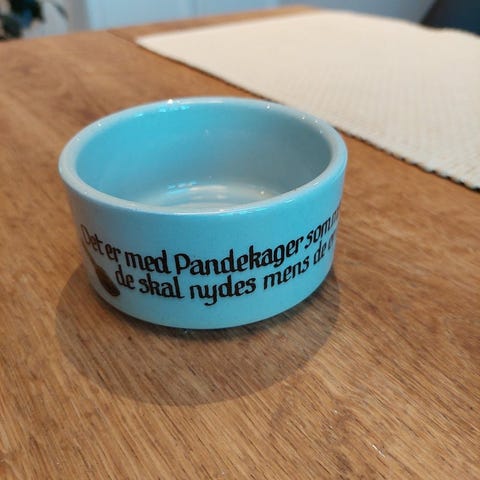 Det er med Pandekager som
de skal nydes mens de